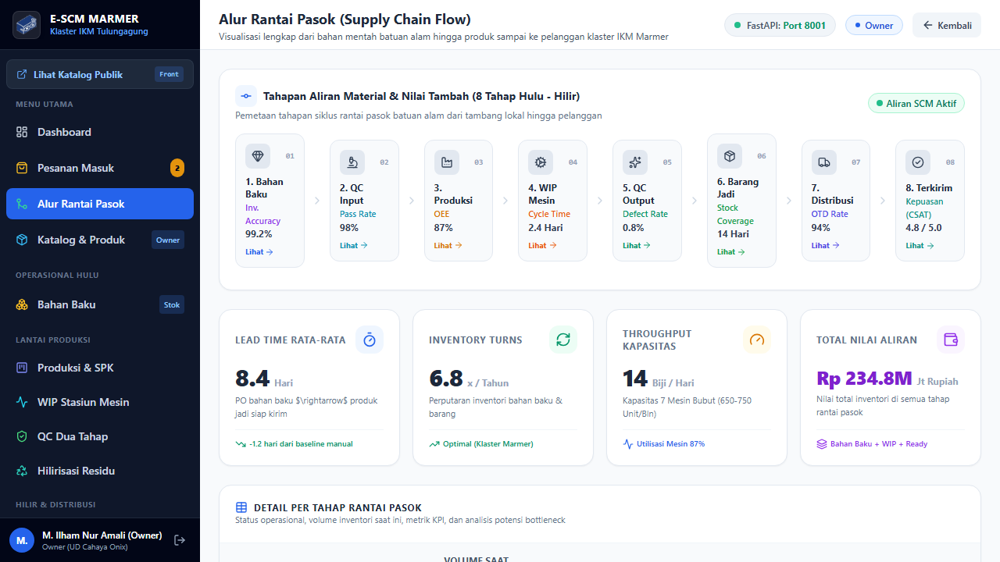 E-SCM MARMER
Klaster IKM Tulungagung
Lihat Katalog Publik
Front
MENU UTAMA
Dashboard
Pesanan Masuk
2
Alur Rantai Pasok
Katalog & Produk
Owner
OPERASIONAL HULU
Bahan Baku
Stok
LANTAI PRODUKSI
Produksi & SPK
WIP Stasiun Mesin
QC Dua Tahap
Hilirisasi Residu
HILIR & DISTRIBUSI
M.
M. Ilham Nur Amali (Owner)
Owner (UD Cahaya Onix)
Alur Rantai Pasok (Supply Chain Flow)
Visualisasi lengkap dari bahan mentah batuan alam hingga produk sampai ke pelanggan klaster IKM Marmer
FastAPI: Port 8001
Owner
Kembali
Tahapan Aliran Material & Nilai Tambah (8 Tahap Hulu - Hilir)
Pemetaan tahapan siklus rantai pasok batuan alam dari tambang lokal hingga pelanggan
Aliran SCM Aktif
01
1. Bahan
Baku
Inv.
Accuracy
99.2%
Lihat
02
2. QC
Input
Pass Rate
98%
Lihat
03
3.
Produksi
OEE
87%
Lihat
04
4. WIP
Mesin
Cycle Time
2.4 Hari
Lihat
05
5. QC
Output
Defect Rate
0.8%
Lihat
06
6. Barang
Jadi
Stock
Coverage
14 Hari
Lihat
07
7.
Distribusi
OTD Rate
94%
Lihat
08
8. Terkirim
Kepuasan
(CSAT)
4.8 / 5.0
Lihat
LEAD TIME RATA-RATA
8.4 Hari
PO bahan baku $\rightarrow$ produk
jadi siap kirim
-1.2 hari dari baseline manual
INVENTORY TURNS
6.8 x / Tahun
Perputaran inventori bahan baku &
barang
Optimal (Klaster Marmer)
THROUGHPUT
KAPASITAS
14 Biji / Hari
Kapasitas 7 Mesin Bubut (650-750
Unit/Bln)
Utilisasi Mesin 87%
TOTAL NILAI ALIRAN
Rp 234.8M Jt Rupiah
Nilai total inventori di semua tahap
rantai pasok
Bahan Baku + WIP + Ready
DETAIL PER TAHAP RANTAI PASOK
Status operasional, volume inventori saat ini, metrik KPI, dan analisis potensi bottleneck
VOLUME SAAT